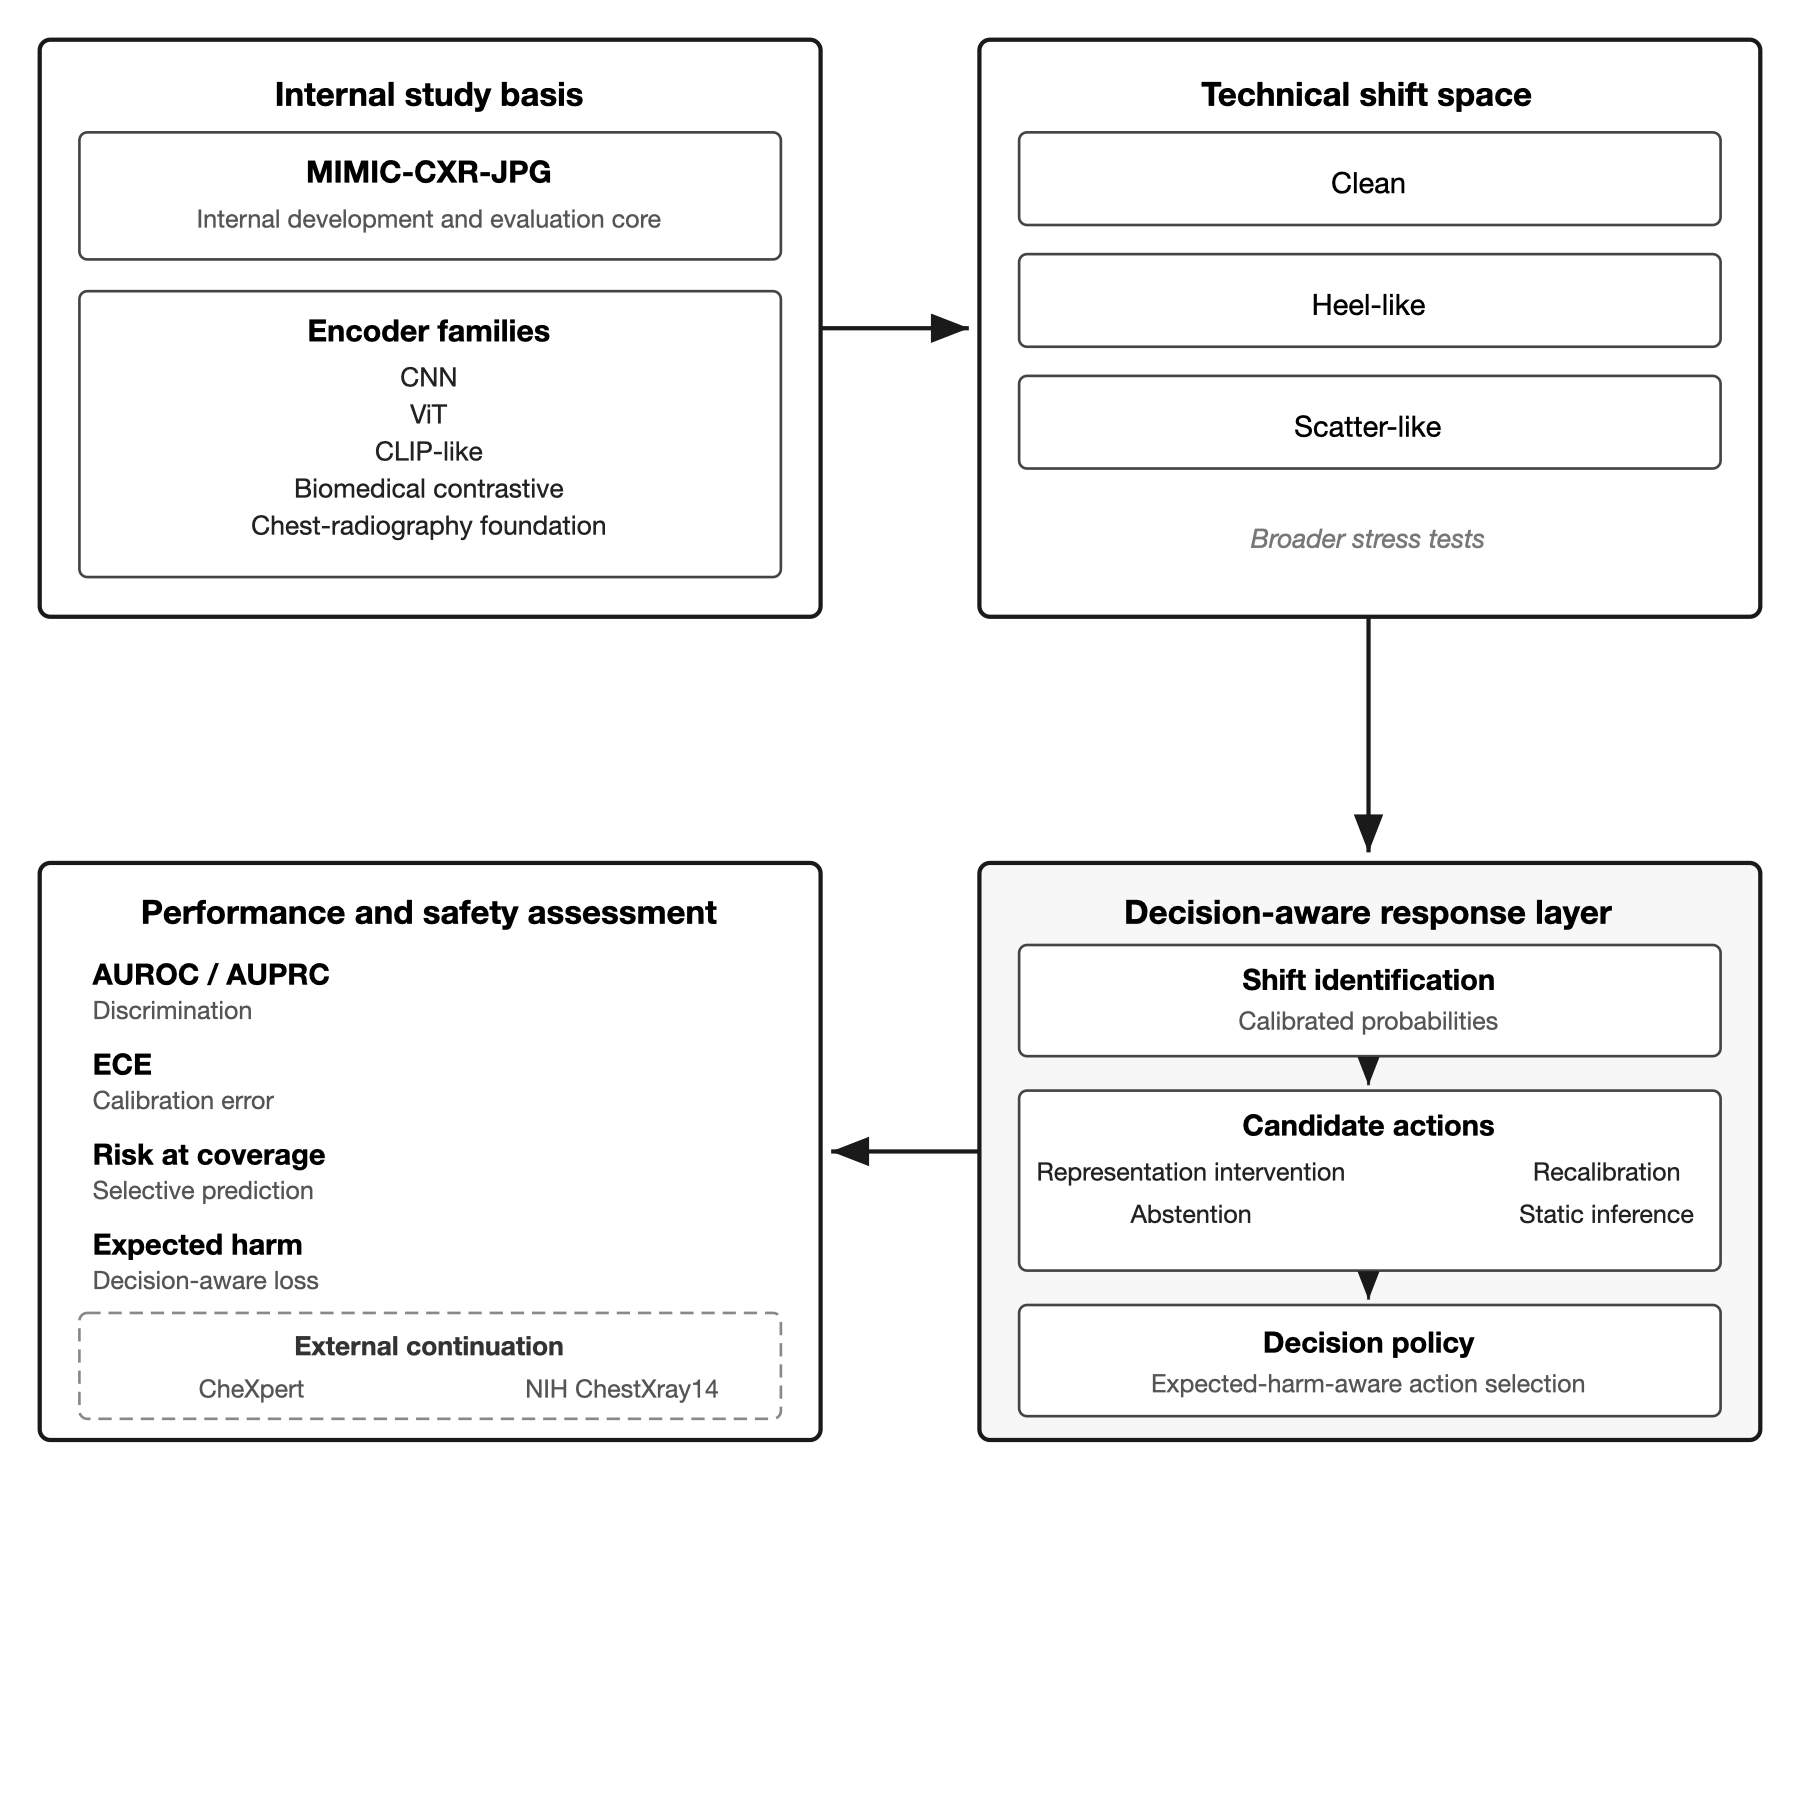 Internal study basis
MIMIC-CXR-JPG
Internal development and evaluation core
Encoder families
CNN
ViT
CLIP-like
Biomedical contrastive
Chest-radiography foundation
Technical shift space
Clean
Heel-like
Scatter-like
Broader stress tests
Decision-aware response layer
Shift identification
Calibrated probabilities
Candidate actions
Representation intervention Recalibration
Abstention Static inference
Decision policy
Expected-harm-aware action selection
Performance and safety assessment
AUROC / AUPRC
Discrimination
ECE
Calibration error
Risk at coverage
Selective prediction
Expected harm
Decision-aware loss
External continuation
CheXpert NIH ChestXray14